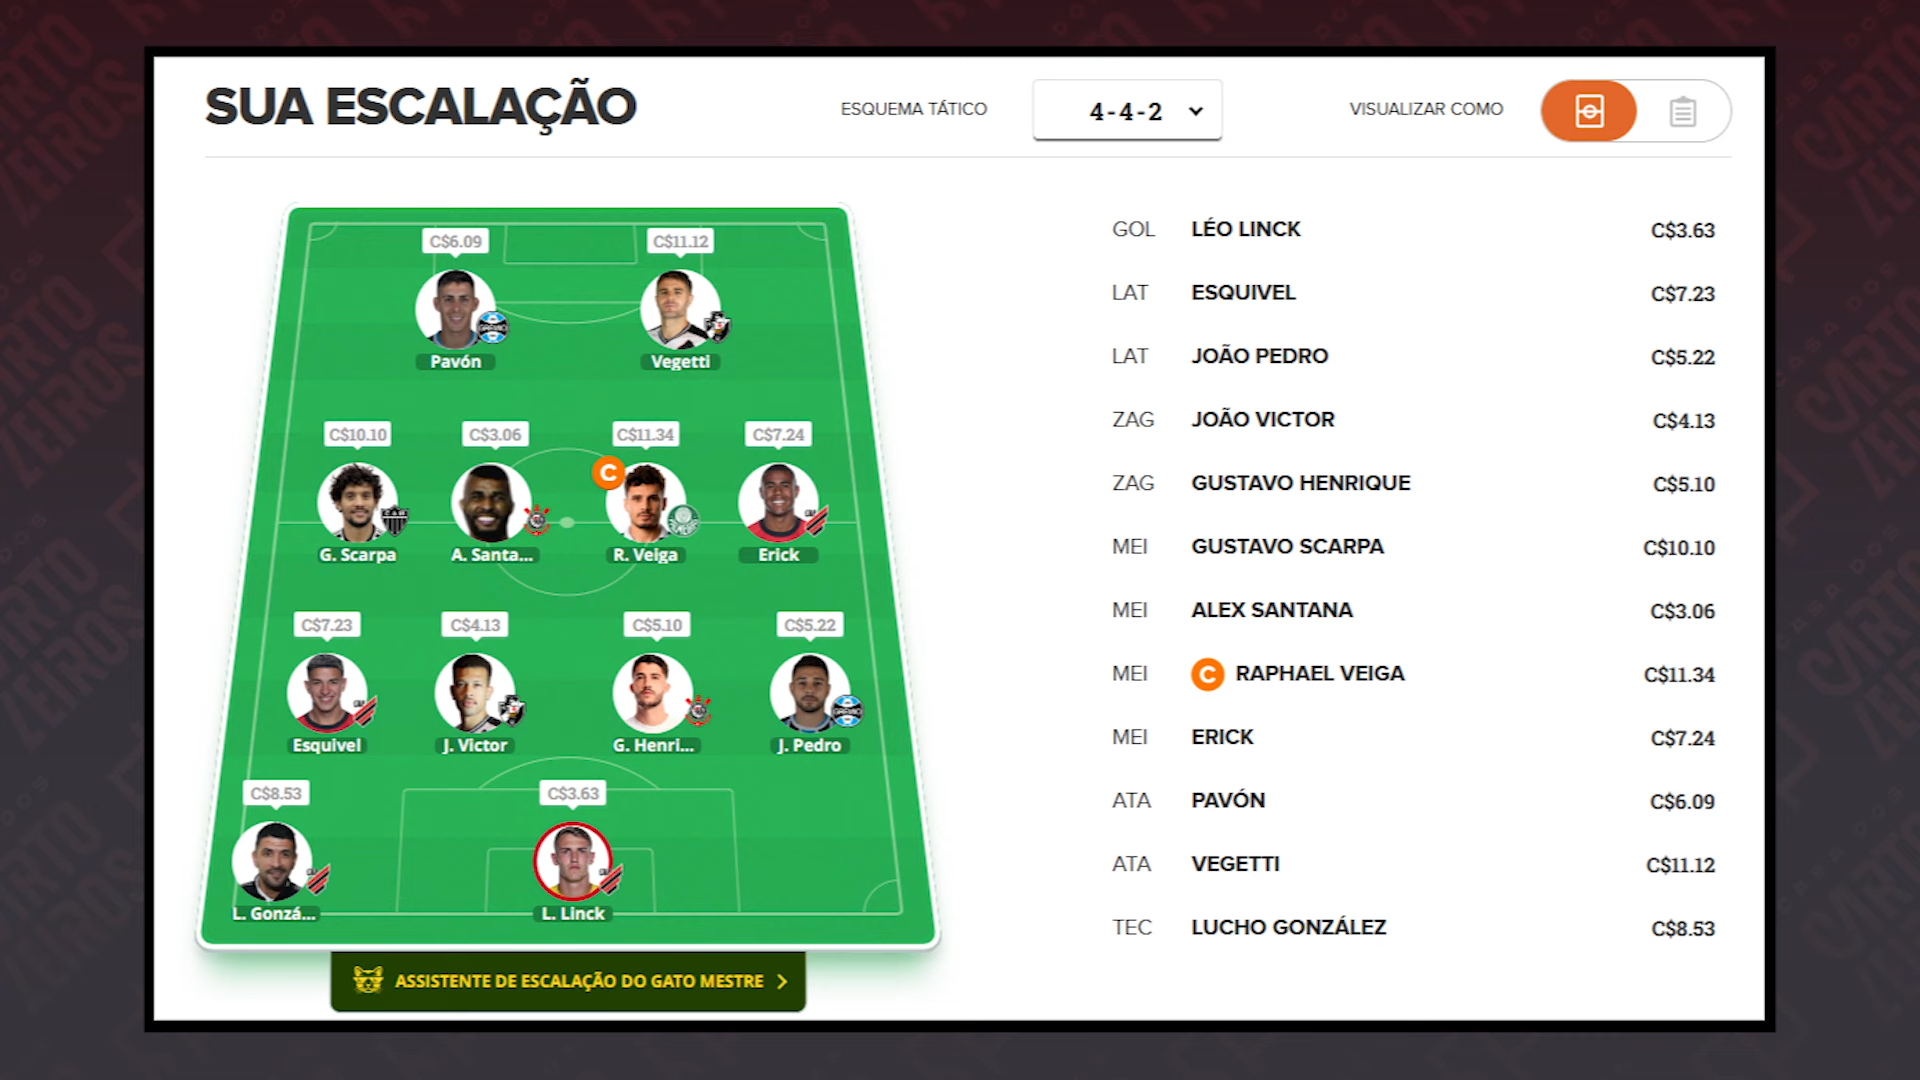 SUA ESCALAÇÃO
ESQUEMA TÁTICO
4-4-2
VISUALIZAR COMO
C$6.09
C$11.12
Pavón
Vegetti
C$10.10
C$3.06
C$11.34
C$7.24
C
G. Scarpa
A. Santa...
R. Veiga
Erick
C$7.23
C$4.13
C$5.10
C$5.22
Esquivel
J. Victor
G. Henri...
J. Pedro
C$8.53
C$3.63
L. Gonzá...
L. Linck
ASSISTENTE DE ESCALAÇÃO DO GATO MESTRE
GOL LÉO LINCK C$3.63
LAT ESQUIVEL C$7.23
LAT JOÃO PEDRO C$5.22
ZAG JOÃO VICTOR C$4.13
ZAG GUSTAVO HENRIQUE C$5.10
MEI GUSTAVO SCARPA C$10.10
MEI ALEX SANTANA C$3.06
MEI C RAPHAEL VEIGA C$11.34
MEI ERICK C$7.24
ATA PAVÓN C$6.09
ATA VEGETTI C$11.12
TEC LUCHO GONZÁLEZ C$8.53